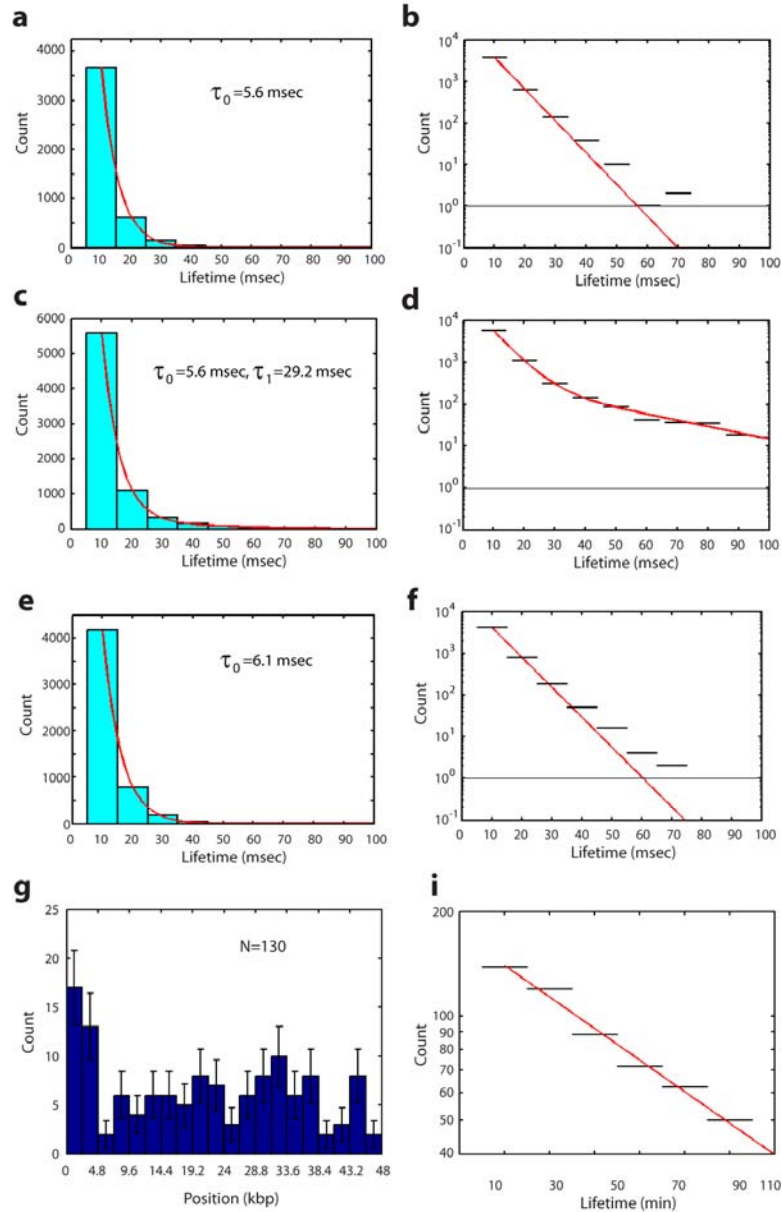 a
b
4000
3000
2000
1000
0
Count
τ0=5.6 msec
0 10 20 30 40 50 60 70 80 90 100
Lifetime (msec)
10^4
10^3
10^2
10^1
10^0
10^-1
Count
0 10 20 30 40 50 60 70 80 90 100
Lifetime (msec)
c
d
6000
5000
4000
3000
2000
1000
0
Count
τ0=5.6 msec, τ1=29.2 msec
0 10 20 30 40 50 60 70 80 90 100
Lifetime (msec)
10^4
10^3
10^2
10^1
10^0
10^-1
Count
0 10 20 30 40 50 60 70 80 90 100
Lifetime (msec)
e
f
4000
3000
2000
1000
0
Count
τ0=6.1 msec
0 10 20 30 40 50 60 70 80 90 100
Lifetime (msec)
10^4
10^3
10^2
10^1
10^0
10^-1
Count
0 10 20 30 40 50 60 70 80 90 100
Lifetime (msec)
g
i
25
20
15
10
5
0
Count
N=130
0 4.8 9.6 14.4 19.2 24 28.8 33.6 38.4 43.2 48
Position (kbp)
200
100
90
80
70
60
50
40
Count
10 30 50 70 90 110
Lifetime (min)